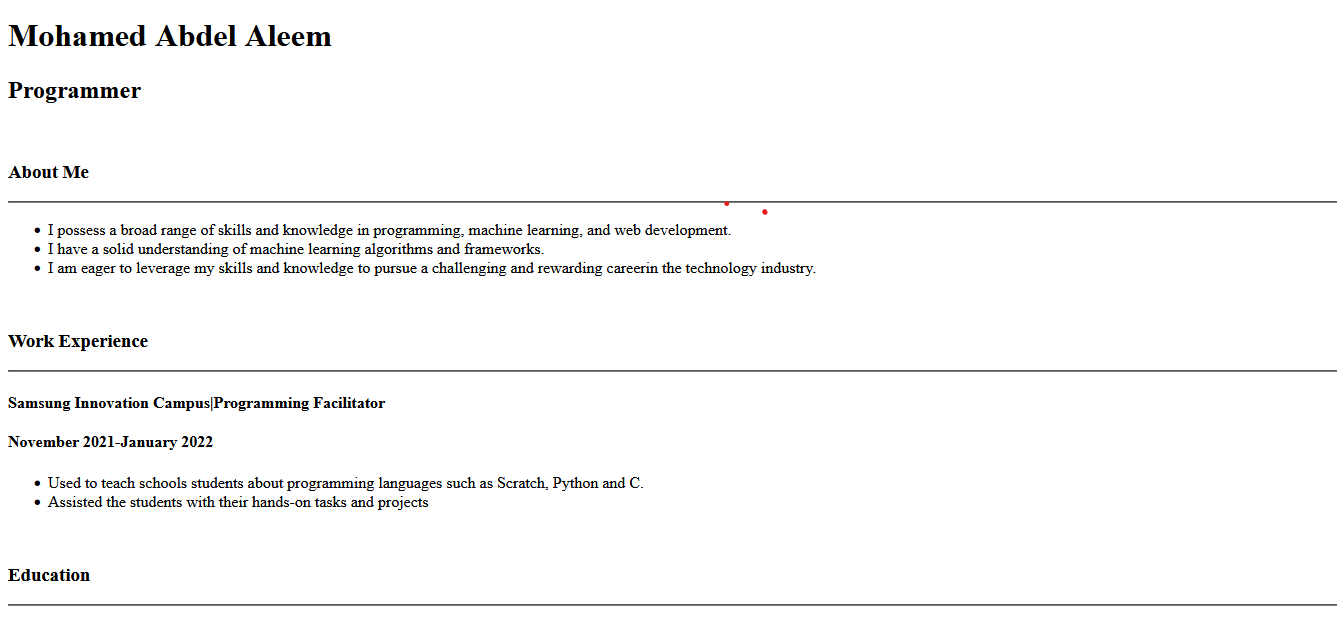 Mohamed Abdel Aleem
Programmer
About Me
I possess a broad range of skills and knowledge in programming, machine learning, and web development.
I have a solid understanding of machine learning algorithms and frameworks.
I am eager to leverage my skills and knowledge to pursue a challenging and rewarding careerin the technology industry.
Work Experience
Samsung Innovation Campus|Programming Facilitator
November 2021-January 2022
Used to teach schools students about programming languages such as Scratch, Python and C.
Assisted the students with their hands-on tasks and projects
Education